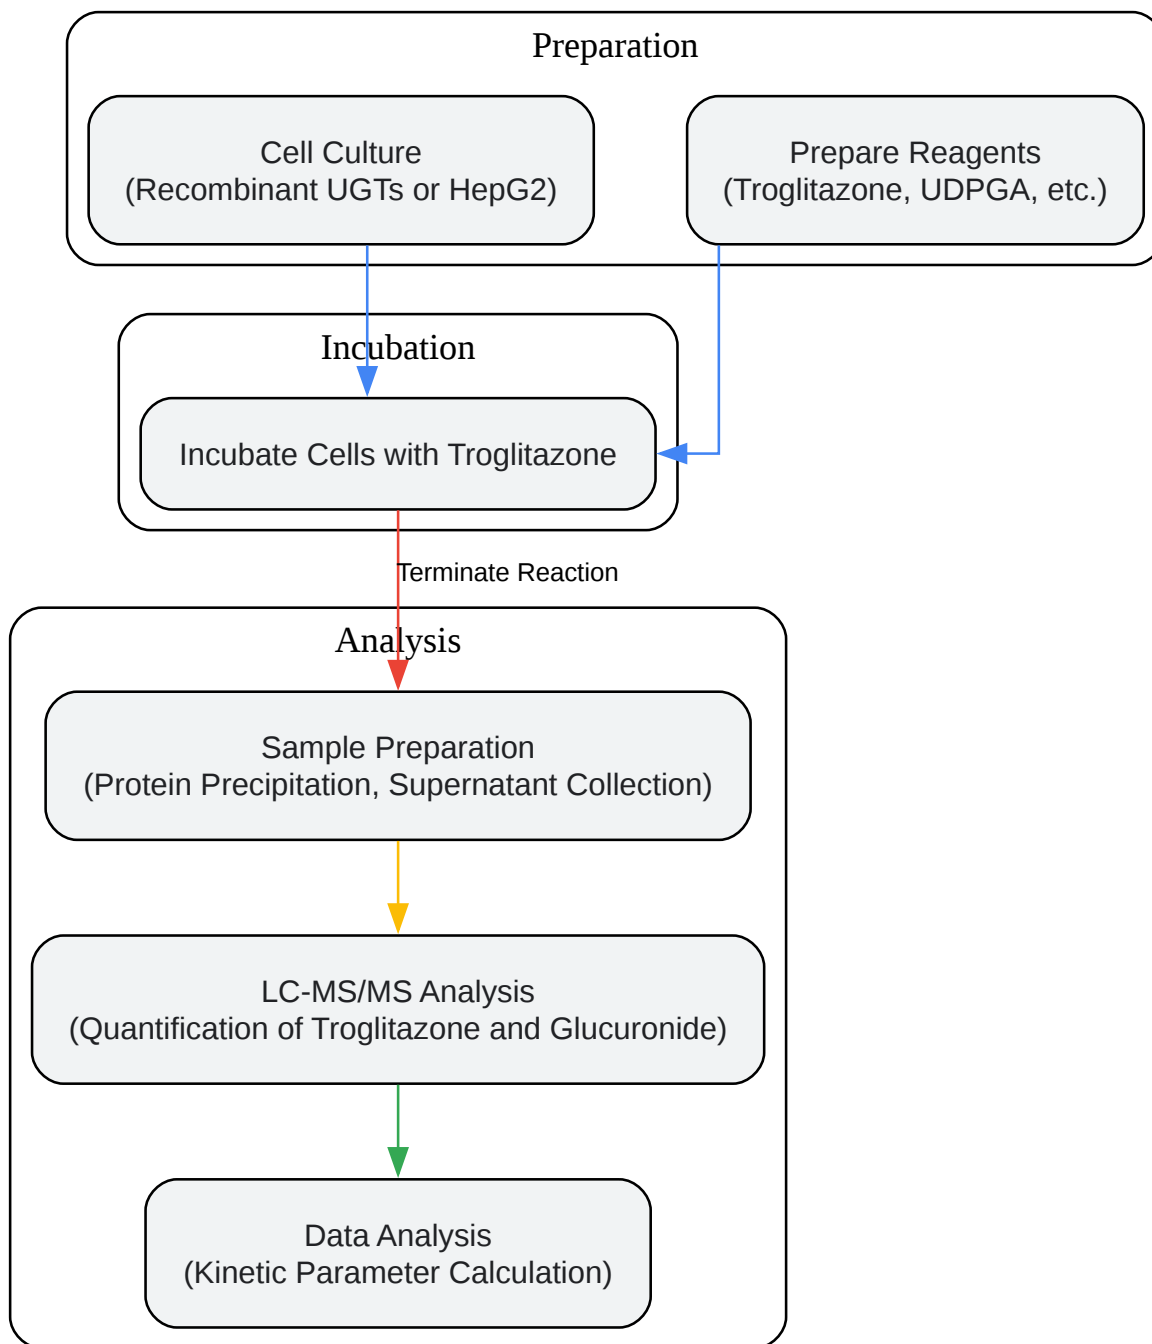 Preparation
Cell Culture
(Recombinant UGTs or HepG2)
Prepare Reagents
(Troglitazone, UDPGA, etc.)
Incubation
Incubate Cells with Troglitazone
Terminate Reaction
Analysis
Sample Preparation
(Protein Precipitation, Supernatant Collection)
LC-MS/MS Analysis
(Quantification of Troglitazone and Glucuronide)
Data Analysis
(Kinetic Parameter Calculation)